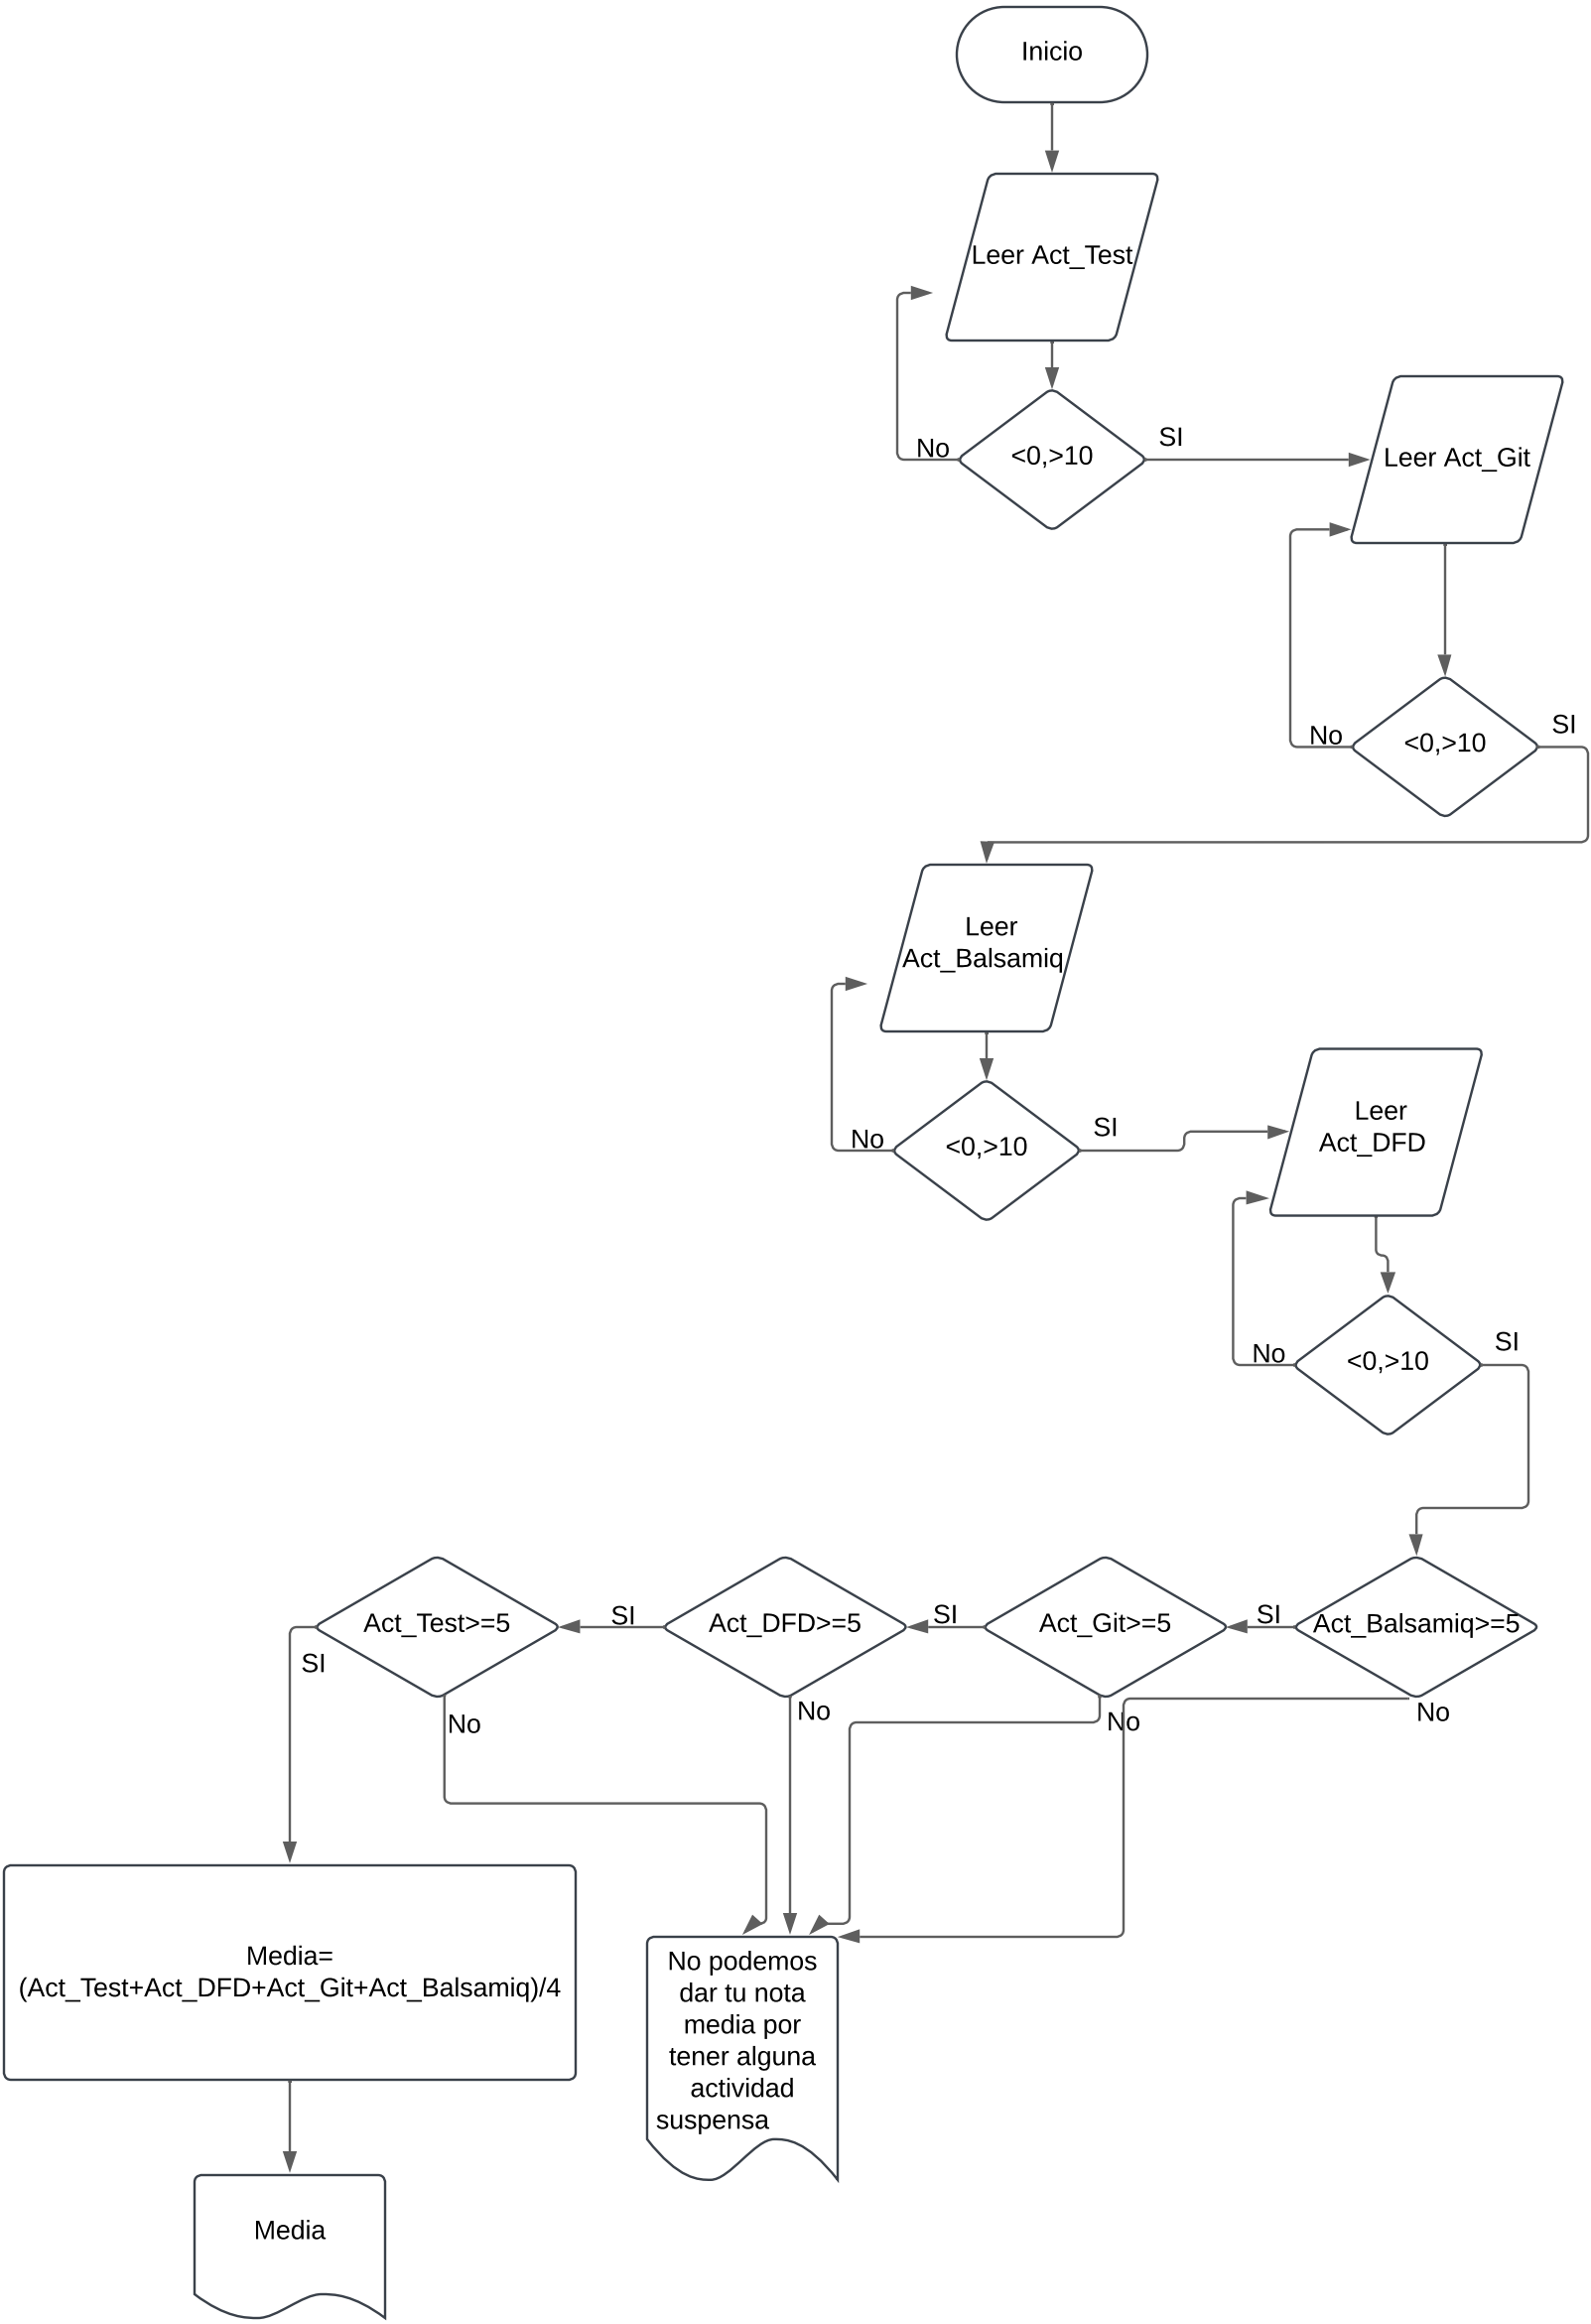 Inicio
Leer Act_Test
No
<0,>10
SI
Leer Act_Git
No
<0,>10
SI
Leer
Act_Balsamiq
No
<0,>10
SI
Leer
Act_DFD
No
<0,>10
SI
Act_Test>=5
SI
Act_DFD>=5
SI
Act_Git>=5
SI
Act_Balsamiq>=5
SI
No
No
No
No
Media=
(Act_Test+Act_DFD+Act_Git+Act_Balsamiq)/4
No podemos
dar tu nota
media por
tener alguna
actividad
suspensa
Media